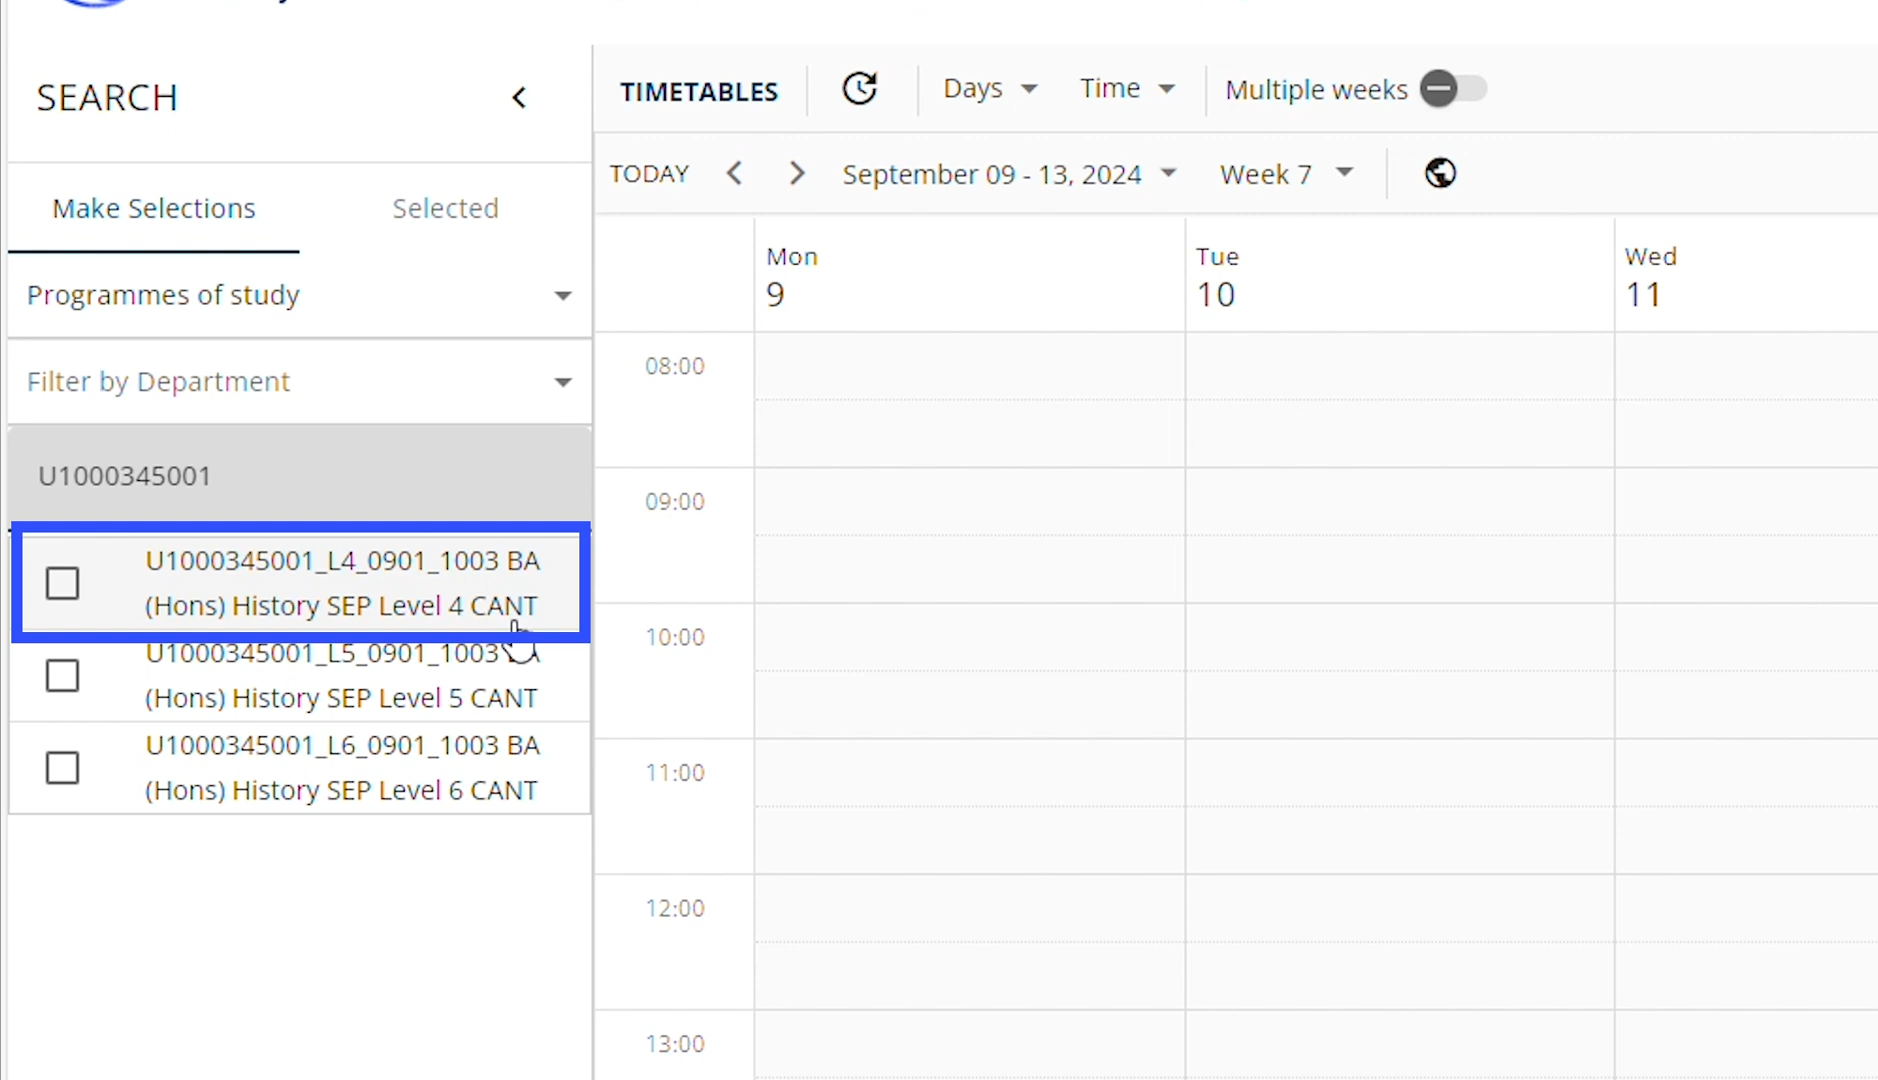 SEARCH
Make Selections
Selected
Programmes of study
Filter by Department
U1000345001
U1000345001_L4_0901_1003 BA
(Hons) History SEP Level 4 CANT
U1000345001_L5_0901_1003
(Hons) History SEP Level 5 CANT
U1000345001_L6_0901_1003 BA
(Hons) History SEP Level 6 CANT
TIMETABLES
Days
Time
Multiple weeks
TODAY
September 09 - 13, 2024
Week 7
Mon
9
Tue
10
Wed
11
08:00
09:00
10:00
11:00
12:00
13:00